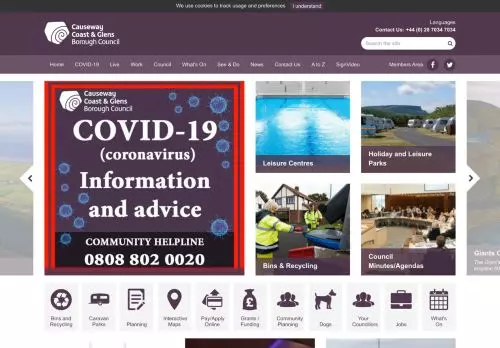 We use cookies to track usage and preferences
I understand
Causeway
Coast & Glens
Borough Council
Languages
Contact Us: +44 (0) 28 7034 7034
Search the site
Home
COVID-19
Live
Work
Council
What's On
See & Do
News
Contact Us
A to Z
SignVideo
Members Area
Causeway
Coast & Glens
Borough Council
COVID-19
(coronavirus)
Information
and advice
COMMUNITY HELPLINE
0808 802 0020
Leisure Centres
Holiday and Leisure
Parks
Bins & Recycling
Council
Minutes/Agendas
Giants C
Bins and
Recycling
Caravan
Parks
Planning
Interactive
Maps
Pay/Apply
Online
Grants /
Funding
Community
Planning
Dogs
Your
Councillors
Jobs
What's
On